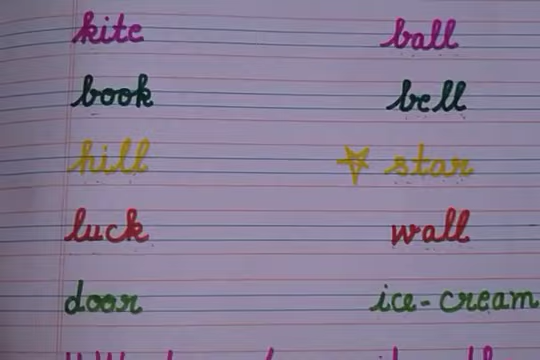 kite ball
book bell
hill star
luck wall
door ice-cream